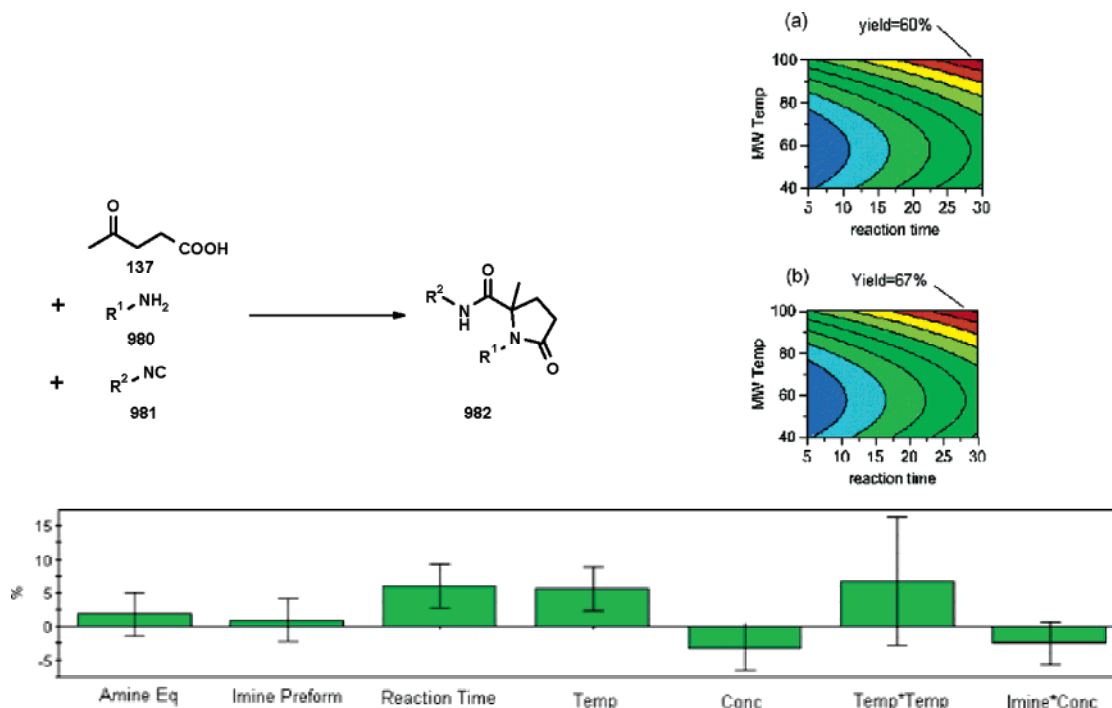 O
COOH
137
+
R1
NH2
980
+
R2
NC
981
O
R2
N
H
N
R1
O
982
(a)
yield=60%
100
80
60
40
MW Temp
5
10
15
20
25
30
reaction time
(b)
Yield=67%
100
80
60
40
MW Temp
5
10
15
20
25
30
reaction time
15
10
5
0
-5
%
Amine Eq
Imine Preform
Reaction Time
Temp
Conc
Temp*Temp
Imine*Conc